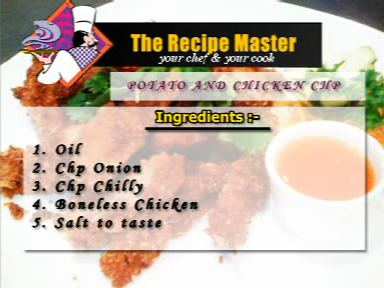 The Recipe Master
your chef & your cook
POTATO AND CHICKEN CHP
Ingredients :-
1. Oil
2. Chp Onion
3. Chp Chilly
4. Boneless Chicken
5. Salt to taste